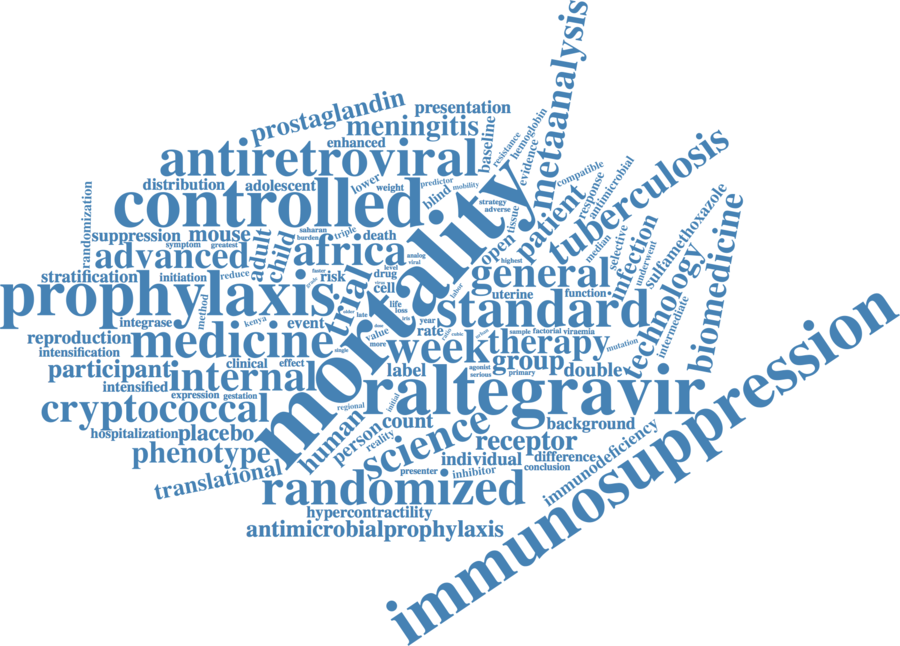 metaanalysis
prostaglandin
presentation
meningitis
enhanced
baseline
resistance
hemoglobin
evidence
antiretroviral
tuberculosis
distribution
adolescent
lower
weight
predictor
mobility
blind
strategy
adverse
tissue
compatible
response
antimicrobial
patient
randomization
controlled
mortality
open
median
selective
infection
underwent
sulfamethoxazole
suppression
mouse
symptom
greatest
adult
child
saharan
burden
triple
death
africa
analog
viral
highest
advanced
general
technology
biomedicine
stratification
initiation
reduce
faster
risk
trial
drug
level
cell
labor
uterine
function
intermediate
prophylaxis
method
kenya
integrase
event
older
late
life
loss
year
rate
value
more
single
standard
sample
factorial
viremia
mutation
reproduction
intensification
medicine
week
therapy
participant
intensified
internal
clinical
effect
label
agonist
serious
group
primary
double
expression
gestation
raltegravir
cryptococcal
regional
initial
hospitalization
placebo
human
person
reality
count
science
background
receptor
phenotype
translational
individual
difference
presenter
inhibitor
conclusion
immunodeficiency
randomized
hypercontractility
antimicrobialprophylaxis
immunosuppression